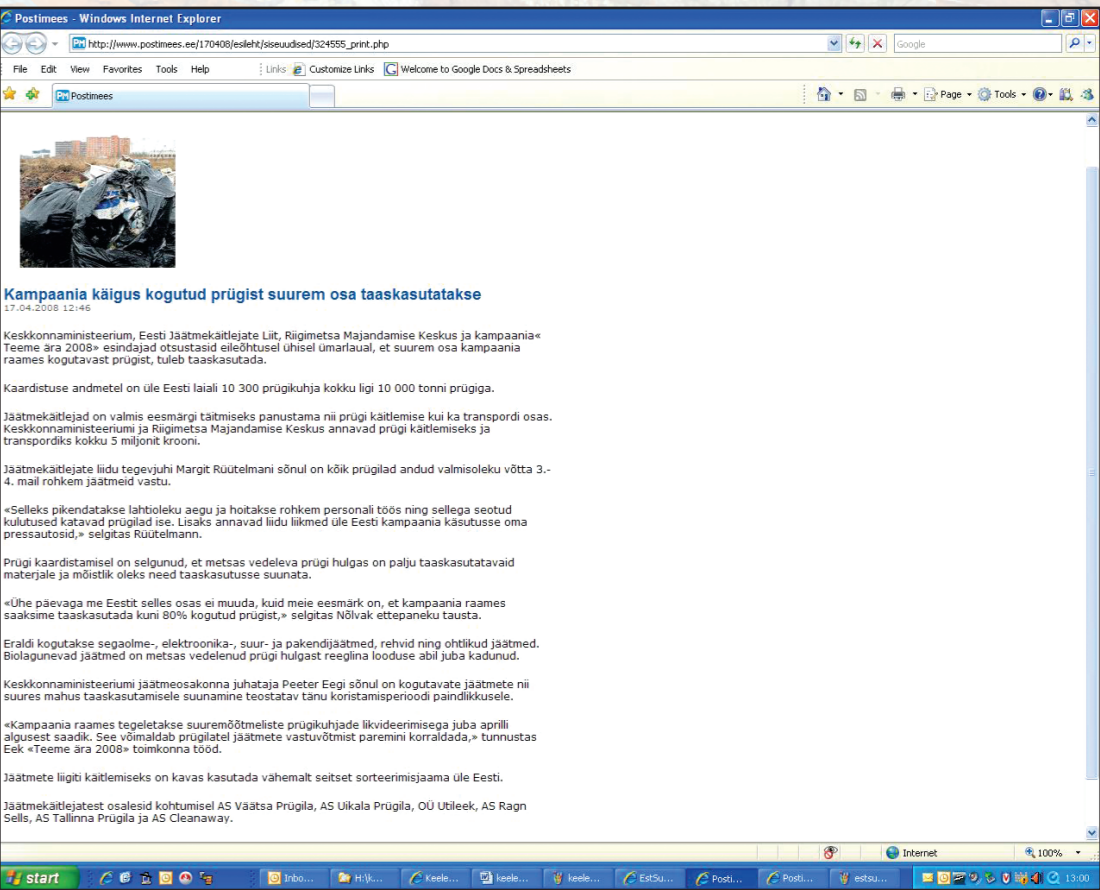 Postimees - Windows Internet Explorer
http://www.postimees.ee/170408/esileht/siseuudised/324555_print.php
Google
File Edit View Favorites Tools Help Links Customize Links Welcome to Google Docs & Spreadsheets
Postimees
Page Tools
Kampaania käigus kogutud prügist suurem osa taaskasutatakse
17.04.2008 12:46
Keskkonnaministeerium, Eesti Jäätmekäitlejate Liit, Riigimetsa Majandamise Keskus ja kampaania«
Teeme ära 2008» esindajad otsustasid eileõhtusel ühisel ümarlaual, et suurem osa kampaania
raames kogutavast prügist, tuleb taaskasutada.
Kaardistuse andmetel on üle Eesti laiali 10 300 prügikuhja kokku ligi 10 000 tonni prügiga.
Jäätmekäitlejad on valmis eesmärgi täitmiseks panustama nii prügi käitlemise kui ka transpordi osas.
Keskkonnaministeeriumi ja Riigimetsa Majandamise Keskus annavad prügi käitlemiseks ja
transpordiks kokku 5 miljonit krooni.
Jäätmekäitlejate liidu tegevjuhi Margit Rüütelmani sõnul on kõik prügilad andud valmisoleku võtta 3.-
4. mail rohkem jäätmeid vastu.
«Selleks pikendatakse lahtioleku aegu ja hoitakse rohkem personali töös ning sellega seotud
kulutused katavad prügilad ise. Lisaks annavad liidu liikmed üle Eesti kampaania käsutusse oma
pressautosid,» selgitas Rüütelmann.
Prügi kaardistamisel on selgunud, et metsas vedeleva prügi hulgas on palju taaskasutatavaid
materjale ja mõistlik oleks need taaskasutusse suunata.
«Ühe päevaga me Eestit selles osas ei muuda, kuid meie eesmärk on, et kampaania raames
saaksime taaskasutada kuni 80% kogutud prügist,» selgitas Nõlvak ettepaneku tausta.
Eraldi kogutakse segaolme-, elektroonika-, suur- ja pakendijäätmed, rehvid ning ohtlikud jäätmed.
Biolagunevad jäätmed on metsas vedelenud prügi hulgast reeglina looduse abil juba kadunud.
Keskkonnaministeeriumi jäätmeosakonna juhataja Peeter Eegi sõnul on kogutavate jäätmete nii
suures mahus taaskasutamisele suunamine teostatav tänu koristamisperioodi paindlikkusele.
«Kampaania raames tegeletakse suuremõõtmeliste prügikuhjade likvideerimisega juba aprilli
algusest saadik. See võimaldab prügilatel jäätmete vastuvõtmist paremini korraldada,» tunnustas
Eek «Teeme ära 2008» toimkonna tööd.
Jäätmete liigiti käitlemiseks on kavas kasutada vähemalt seitset sorteerimisjaama üle Eesti.
Jäätmekäitlejatest osalesid kohtumisel AS Väätsa Prügila, AS Uikala Prügila, OÜ Utileek, AS Ragn
Sells, AS Tallinna Prügila ja AS Cleanaway.
Internet 100%
start Inbo... H:\k... Keele... keele... keele... EstSu... Posti... Posti... estsu... 13:00